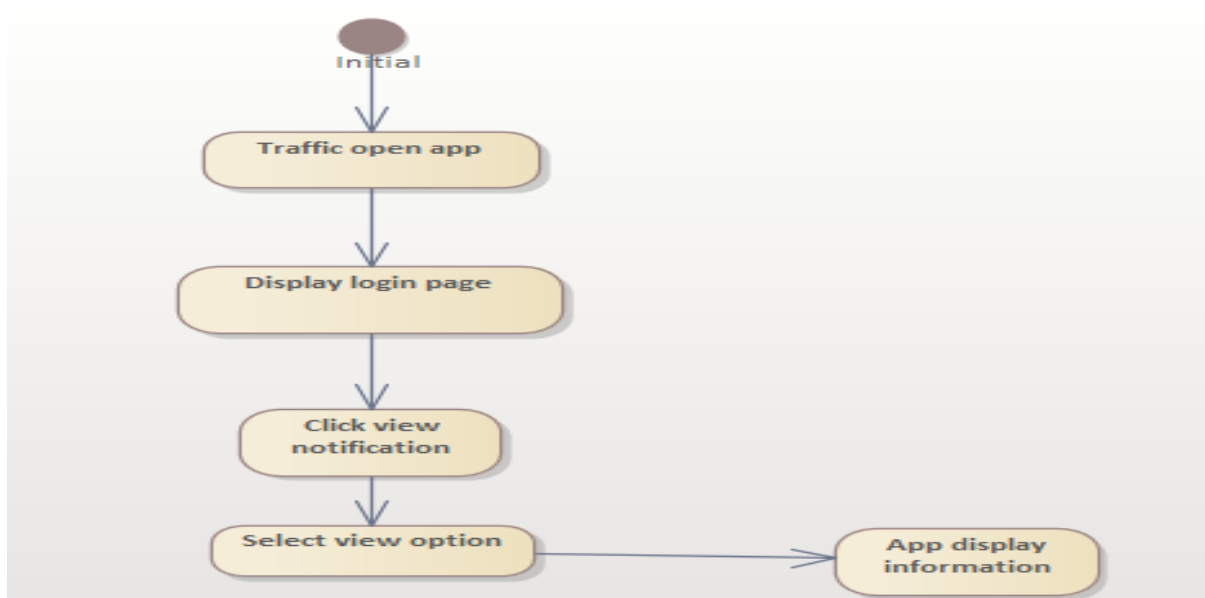 Initial
Traffic open app
Display login page
Click view
notification
Select view option
App display
information